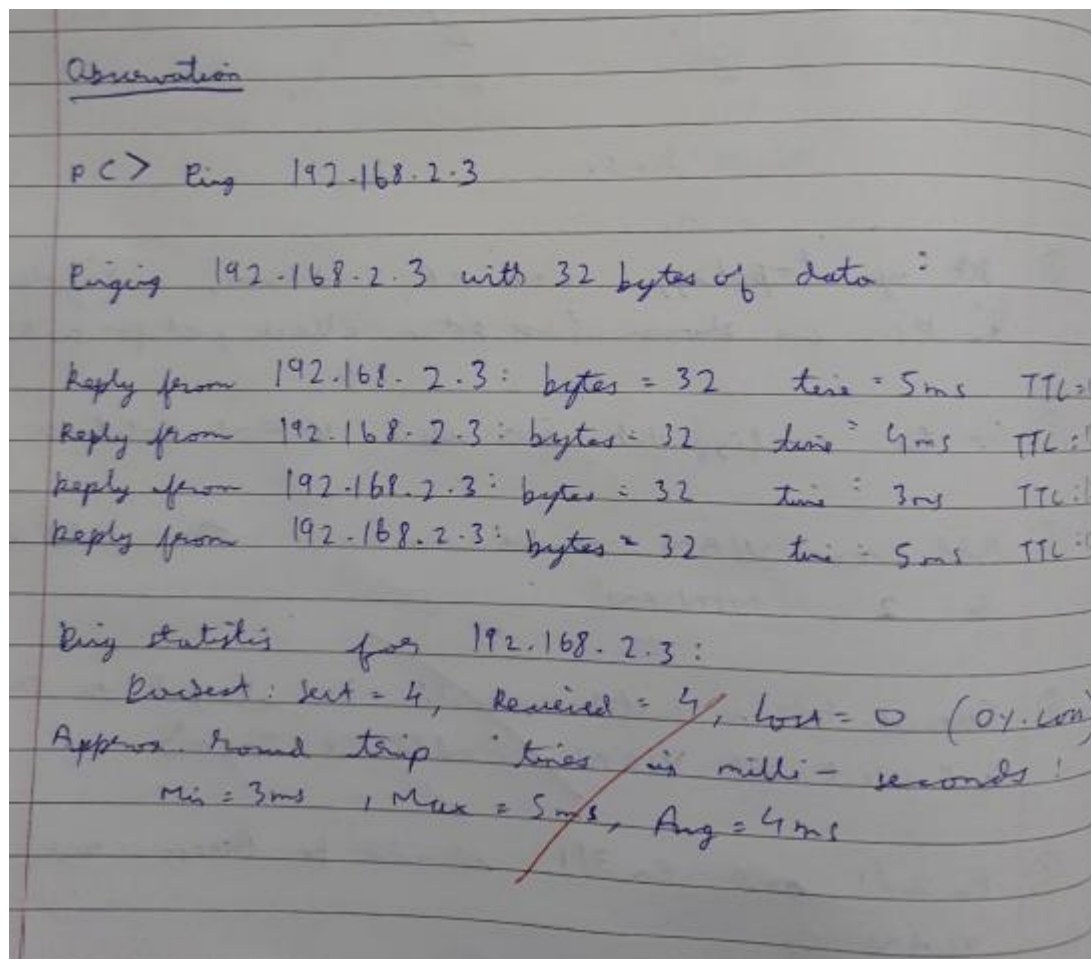 Observation
PC> Ping 192.168.2.3
Pinging 192.168.2.3 with 32 bytes of data :
Reply from 192.168.2.3: bytes = 32 time = 5ms TTL=
Reply from 192.168.2.3: bytes = 32 time = 4ms TTL=
Reply from 192.168.2.3: bytes = 32 time = 3ms TTL=
Reply from 192.168.2.3: bytes = 32 time = 5ms TTL=
Ping statistics for 192.168.2.3:
Sent = 4, Received = 4, Lost = 0 (0%
Approx. round trip times in milli-seconds:
Min = 3ms, Max = 5ms, Avg = 4ms